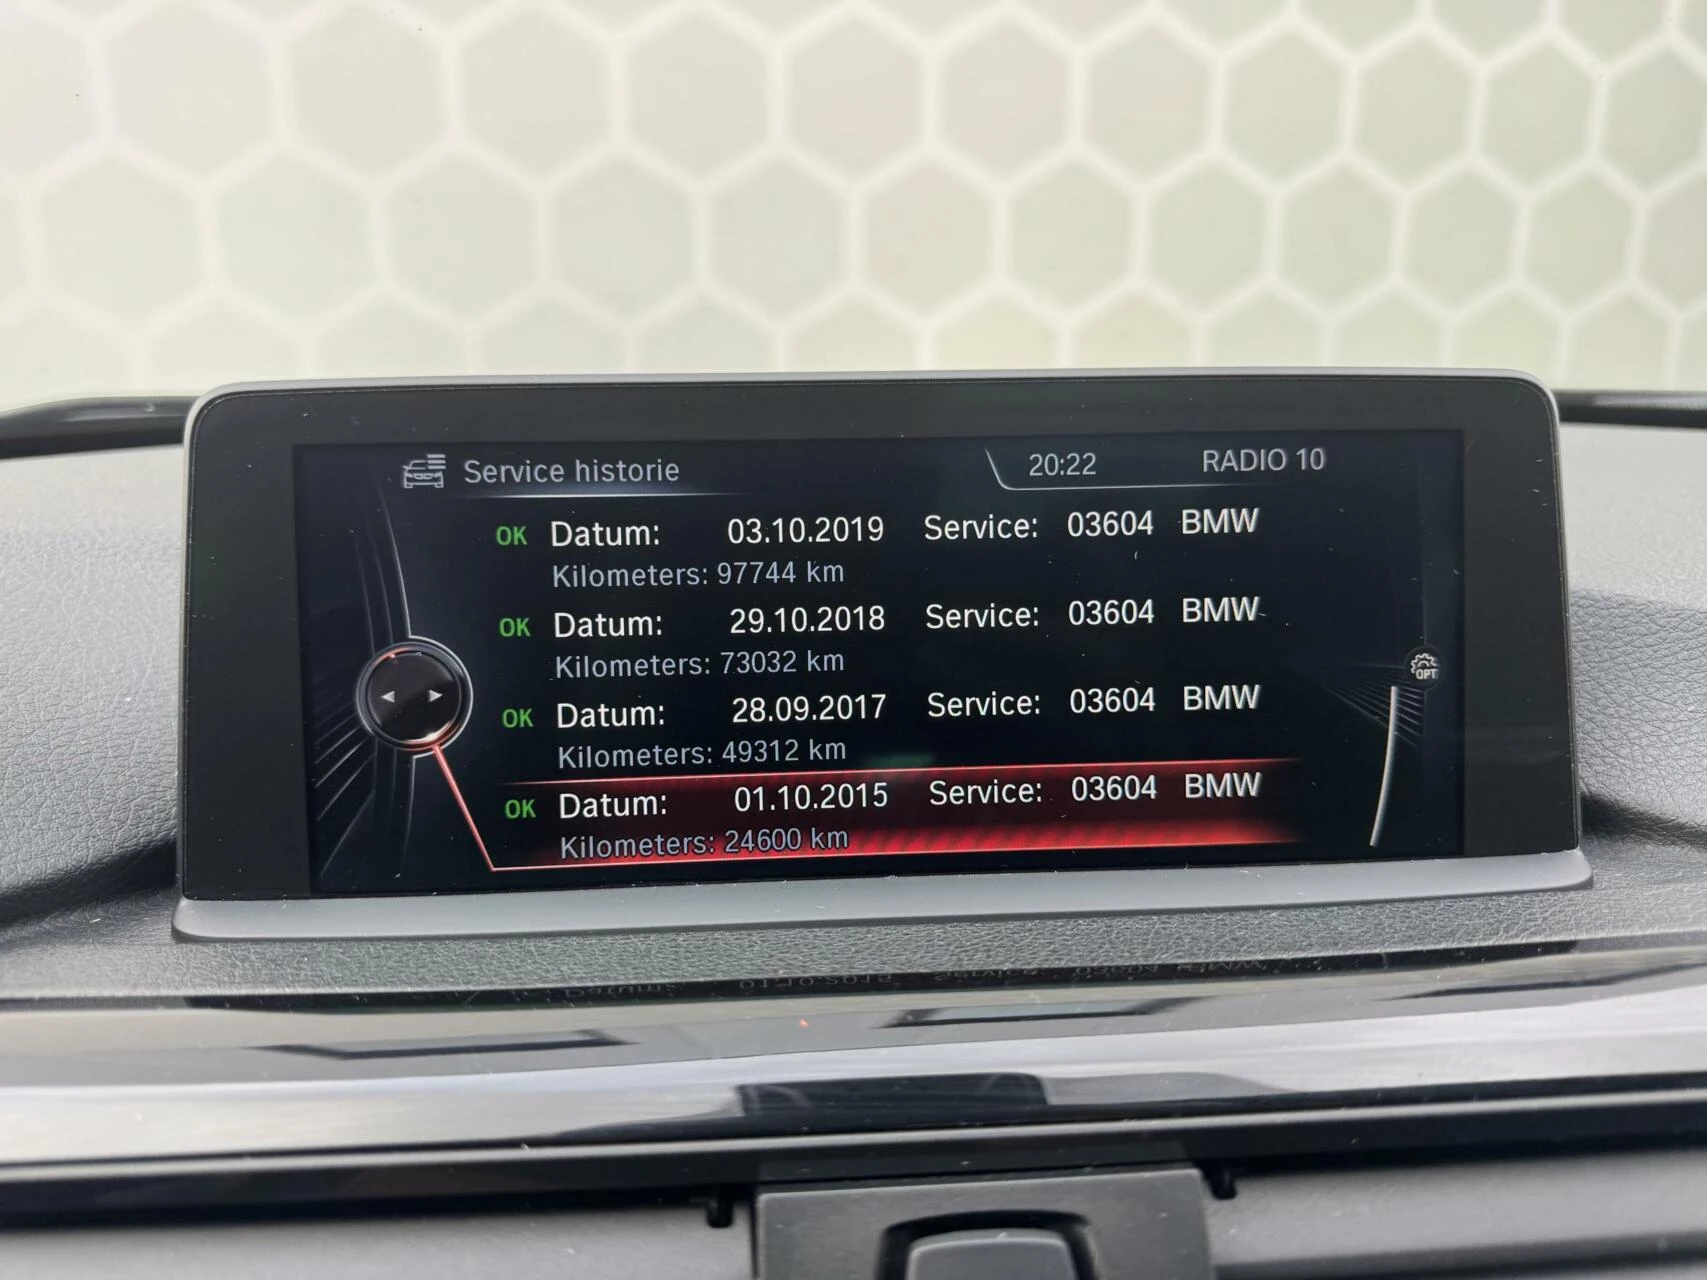 Service historie 20:22 RADIO 10
OK Datum: 03.10.2019 Service: 03604 BMW
Kilometers: 97744 km
OK Datum: 29.10.2018 Service: 03604 BMW
Kilometers: 73032 km
OK Datum: 28.09.2017 Service: 03604 BMW
Kilometers: 49312 km
OK Datum: 01.10.2015 Service: 03604 BMW
Kilometers: 24600 km
OPT